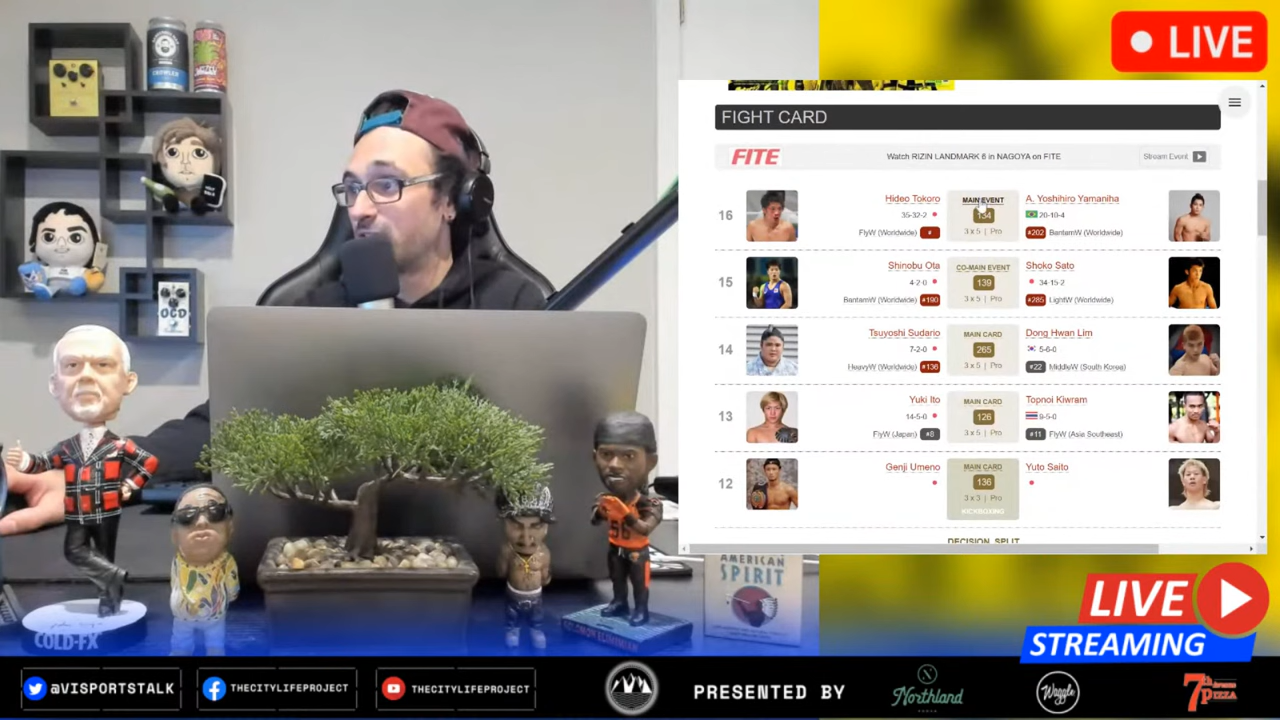 LIVE
FIGHT CARD
FITE
Watch RIZIN LANDMARK 6 in NAGOYA on FITE
Stream Event
16
Hideo Tokoro
35-32-2
FlyW (Worldwide) #
MAIN EVENT
134
3 x 5 | Pro
A. Yoshihiro Yamaniha
20-10-4
#202 BantamW (Worldwide)
15
Shinobu Ota
4-2-0
BantamW (Worldwide) #190
CO-MAIN EVENT
139
3 x 5 | Pro
Shoko Sato
34-15-2
#285 LightW (Worldwide)
14
Tsuyoshi Sudario
7-2-0
HeavyW (Worldwide) #136
MAIN CARD
265
3 x 5 | Pro
Dong Hwan Lim
5-6-0
#22 MiddleW (South Korea)
13
Yuki Ito
14-5-0
FlyW (Japan) #8
MAIN CARD
126
3 x 5 | Pro
Topnoi Kiwram
9-5-0
#11 FlyW (Asia Southeast)
12
Genji Umeno
MAIN CARD
136
3 x 3 | Pro
KICKBOXING
Yuto Saito
DECISION, SPLIT
OCD
COLD-FX
AMERICAN
SPIRIT
LIVE
STREAMING
@VISPORTSTALK
THECITYLIFEPROJECT
THECITYLIFEPROJECT
PRESENTED BY
Northland
Waggle
7th Avenue
PIZZA